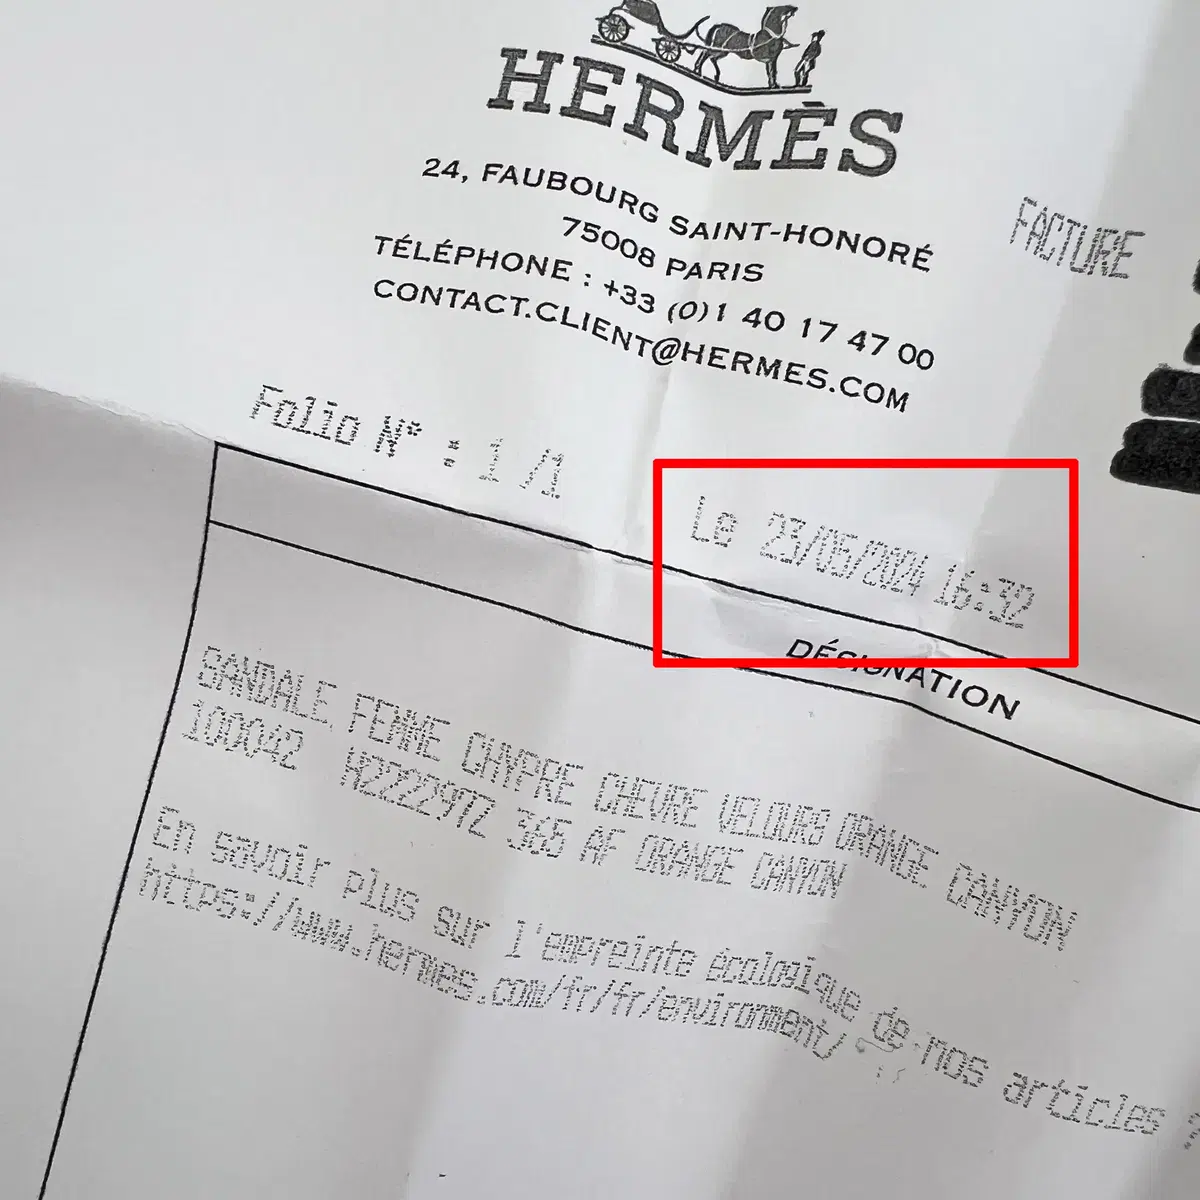 HERMÈS
24, FAUBOURG SAINT-HONORÉ
75008 PARIS
TÉLÉPHONE : +33 (0)1 40 17 47 00
CONTACT.CLIENT@HERMES.COM
FACTURE
Folio N° : 1 /1
Le 23/05/2024 16:32
DÉSIGNATION
SANDALE FEMME CHYPRE CHEVRE VELOURS ORANGE CANYON/
100042 H222297Z 365 AF ORANGE CANYON
En savoir plus sur l'empreinte écologique de nos articles
https://www.hermes.com/fr/fr/environment/